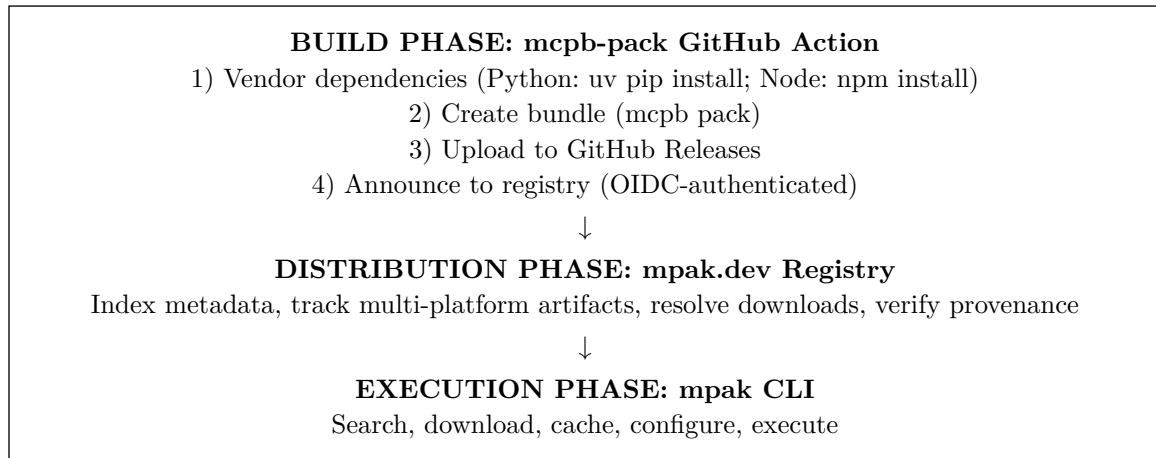 BUILD PHASE: mcpb-pack GitHub Action
1) Vendor dependencies (Python: uv pip install; Node: npm install)
2) Create bundle (mcpb pack)
3) Upload to GitHub Releases
4) Announce to registry (OIDC-authenticated)
↓
DISTRIBUTION PHASE: mpak.dev Registry
Index metadata, track multi-platform artifacts, resolve downloads, verify provenance
↓
EXECUTION PHASE: mpak CLI
Search, download, cache, configure, execute